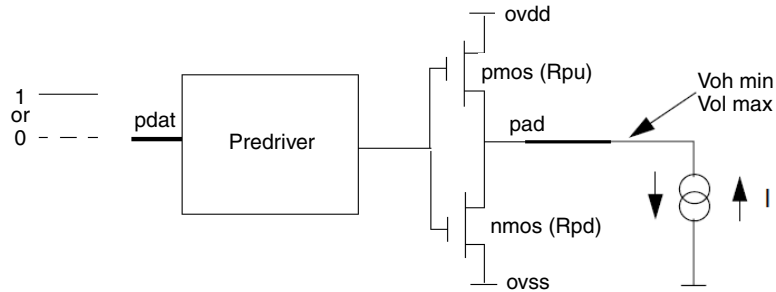 ovdd
pmos (Rpu)
Voh min
Vol max
1
or
0
pdat
Predriver
pad
I
nmos (Rpd)
ovss